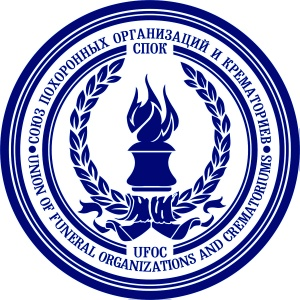 СОЮЗ ПОХОРОННЫХ ОРГАНИЗАЦИЙ И КРЕМАТОРИЕВ
СПОК
UFOC
UNION OF FUNERAL ORGANIZATIONS AND CREMATORIUMS